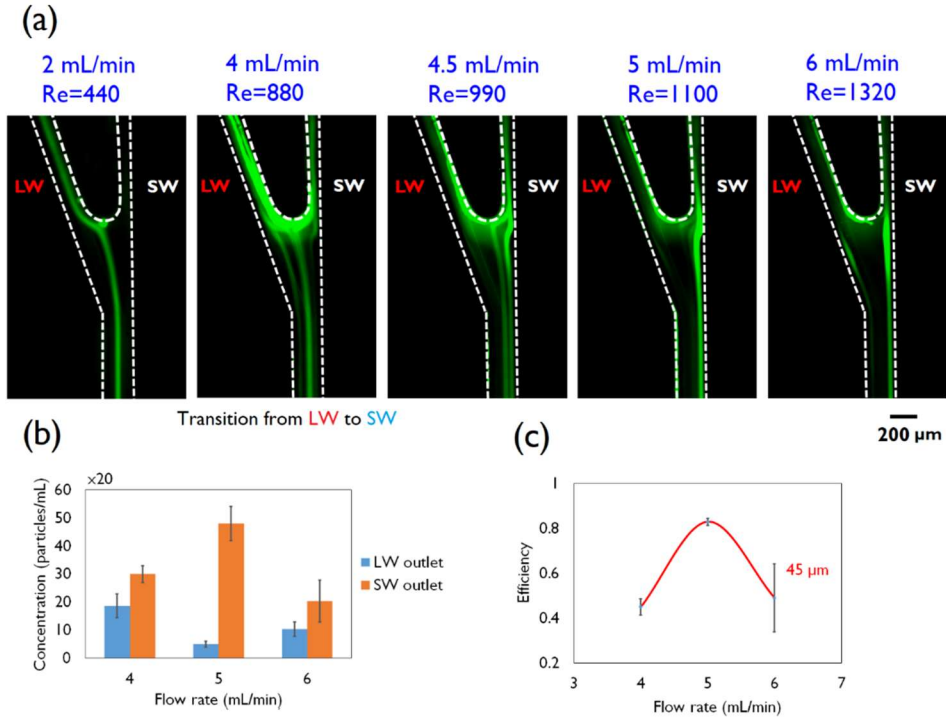 (a)
2 mL/min 4 mL/min 4.5 mL/min 5 mL/min 6 mL/min
Re=440 Re=880 Re=990 Re=1100 Re=1320
LW SW LW SW LW SW LW SW LW SW
Transition from LW to SW
200 µm
(b)
×20
Concentration (particles/mL)
60
50
40
30
20
10
0
4 5 6
Flow rate (mL/min)
LW outlet
SW outlet
(c)
Efficiency
1
0.8
0.6
0.4
0.2
45 µm
3 4 5 6 7
Flow rate (mL/min)